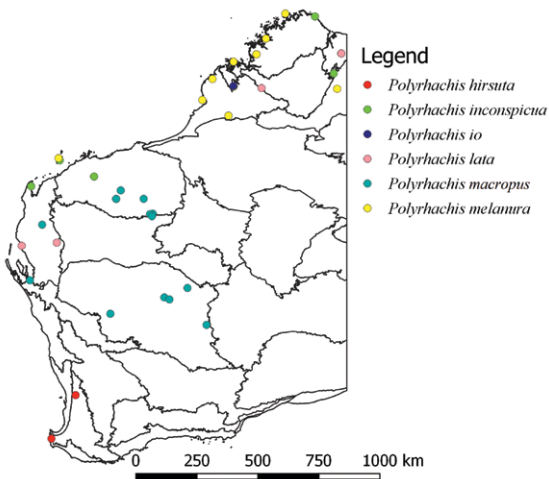 Legend
Polyrhachis hirsuta
Polyrhachis inconspicua
Polyrhachis io
Polyrhachis lata
Polyrhachis macropus
Polyrhachis melanura
0 250 500 750 1000 km